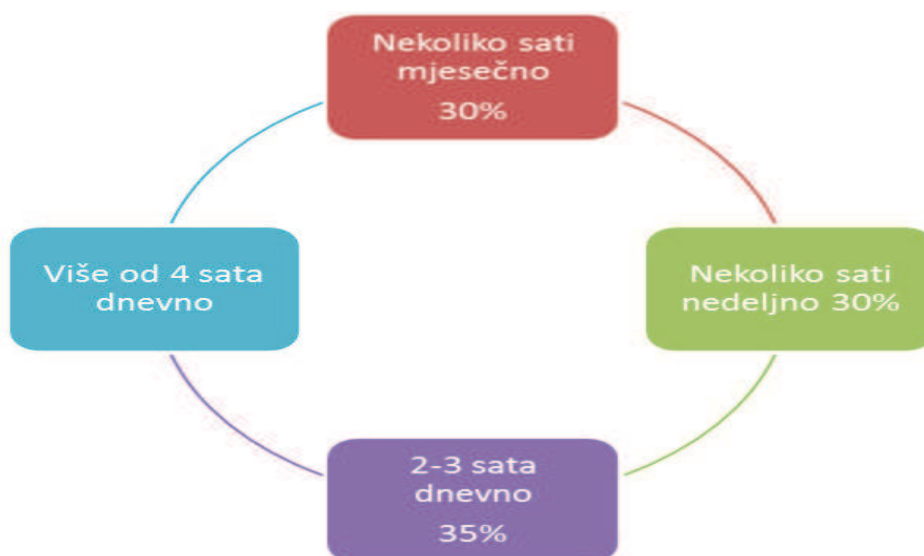 Nekoliko sati
mjesečno
30%
Više od 4 sata
dnevno
Nekoliko sati
nedeljno 30%
2-3 sata
dnevno
35%